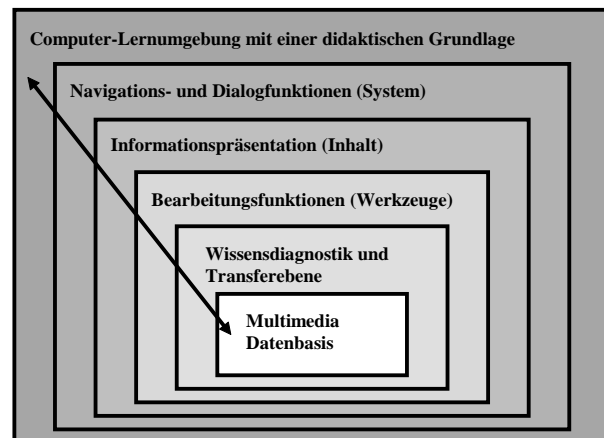 Computer-Lernumgebung mit einer didaktischen Grundlage
Navigations- und Dialogfunktionen (System)
Informationspräsentation (Inhalt)
Bearbeitungsfunktionen (Werkzeuge)
Wissensdiagnostik und
Transferebene
Multimedia
Datenbasis